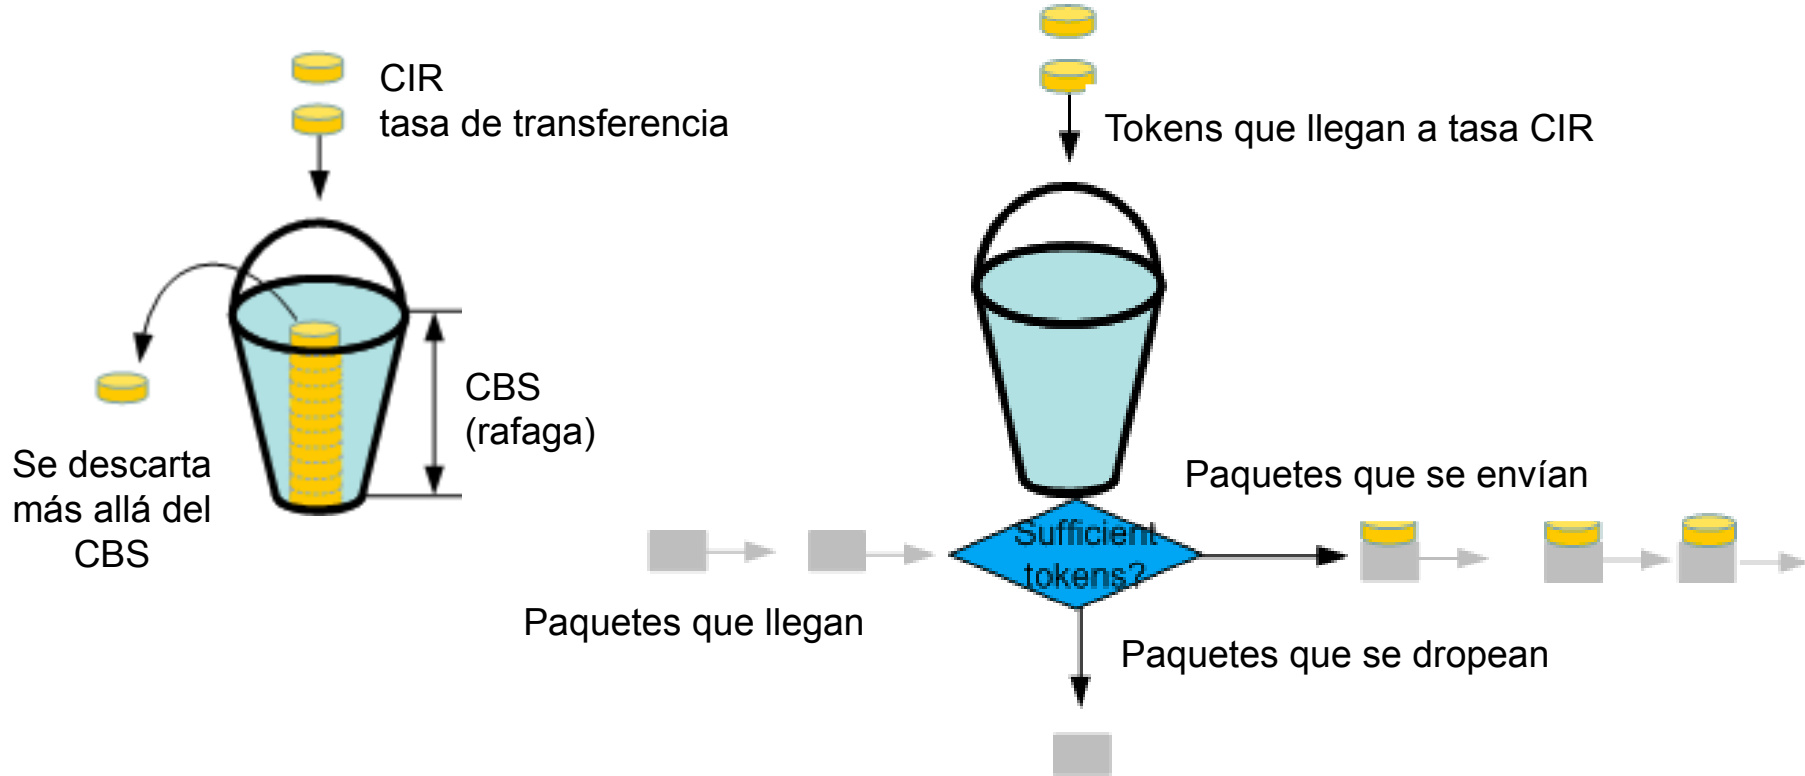 CIR
tasa de transferencia
CBS
(rafaga)
Se descarta
más allá del
CBS
Tokens que llegan a tasa CIR
Paquetes que se envían
Sufficient
tokens?
Paquetes que llegan
Paquetes que se dropean